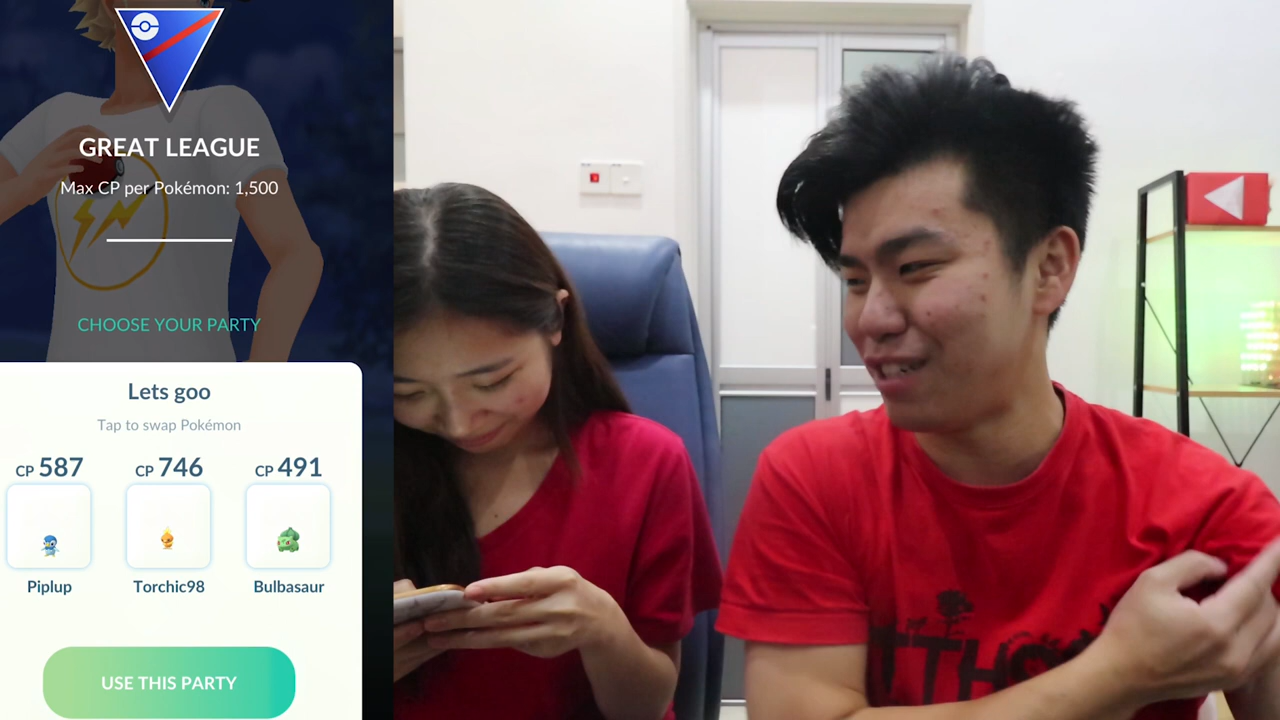 GREAT LEAGUE
Max CP per Pokémon: 1,500
CHOOSE YOUR PARTY
Lets goo
Tap to swap Pokémon
CP 587 CP 746 CP 491
Piplup Torchic98 Bulbasaur
USE THIS PARTY